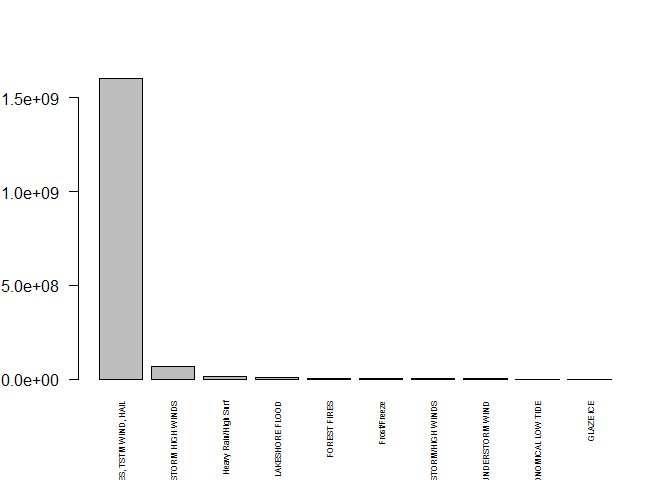 1.5e+09
1.0e+09
5.0e+08
0.0e+00
ES, TSTM WIND, HAIL
STORM HIGH WINDS
Heavy Rain/High Surf
LAKESHORE FLOOD
FOREST FIRES
Frost/Freeze
STORM/HIGH WINDS
UNDERSTORM WIND
ONOMICAL LOW TIDE
GLAZE ICE